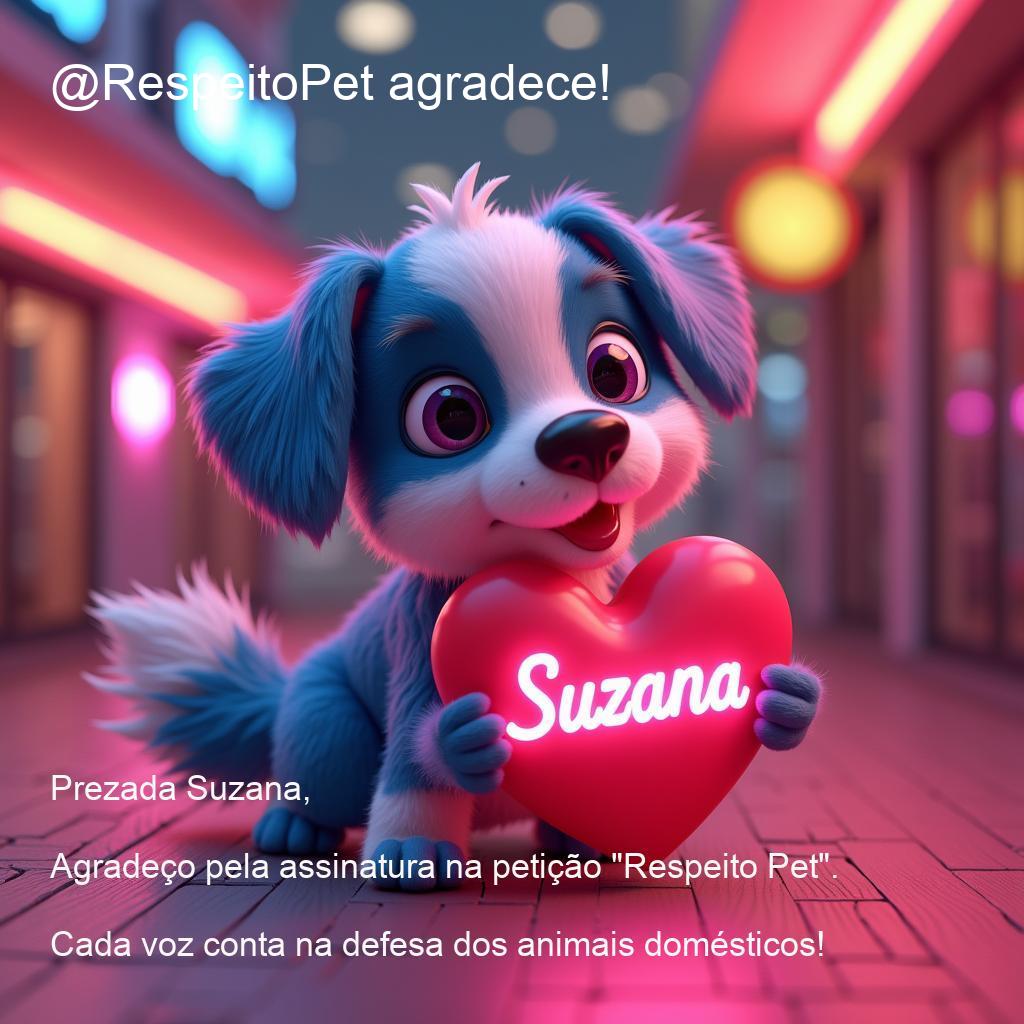 @RespeitoPet agradece!
Suzana
Prezada Suzana,
Agradeço pela assinatura na petição "Respeito Pet".
Cada voz conta na defesa dos animais domésticos!